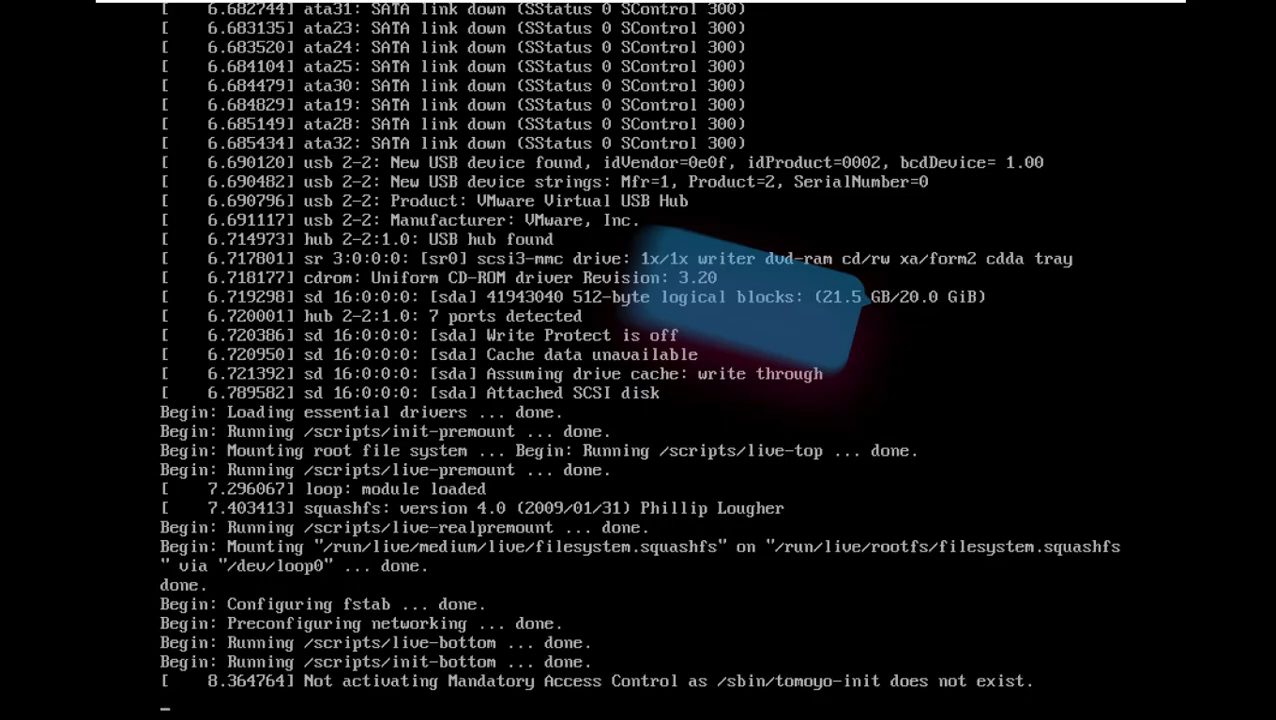 [    6.682744] ata31: SATA link down (SStatus 0 SControl 300)
[    6.683135] ata23: SATA link down (SStatus 0 SControl 300)
[    6.683520] ata24: SATA link down (SStatus 0 SControl 300)
[    6.684104] ata25: SATA link down (SStatus 0 SControl 300)
[    6.684479] ata30: SATA link down (SStatus 0 SControl 300)
[    6.684829] ata19: SATA link down (SStatus 0 SControl 300)
[    6.685149] ata28: SATA link down (SStatus 0 SControl 300)
[    6.685434] ata32: SATA link down (SStatus 0 SControl 300)
[    6.690120] usb 2-2: New USB device found, idVendor=0e0f, idProduct=0002, bcdDevice= 1.00
[    6.690482] usb 2-2: New USB device strings: Mfr=1, Product=2, SerialNumber=0
[    6.690796] usb 2-2: Product: VMware Virtual USB Hub
[    6.691117] usb 2-2: Manufacturer: VMware, Inc.
[    6.714973] hub 2-2:1.0: USB hub found
[    6.717801] sr 3:0:0:0: [sr0] scsi3-mmc drive: 1x/1x writer dvd-ram cd/rw xa/form2 cdda tray
[    6.718177] cdrom: Uniform CD-ROM driver Revision: 3.20
[    6.719298] sd 16:0:0:0: [sda] 41943040 512-byte logical blocks: (21.5 GB/20.0 GiB)
[    6.720001] hub 2-2:1.0: 7 ports detected
[    6.720386] sd 16:0:0:0: [sda] Write Protect is off
[    6.720950] sd 16:0:0:0: [sda] Cache data unavailable
[    6.721392] sd 16:0:0:0: [sda] Assuming drive cache: write through
[    6.789582] sd 16:0:0:0: [sda] Attached SCSI disk
Begin: Loading essential drivers ... done.
Begin: Running /scripts/init-premount ... done.
Begin: Mounting root file system ... Begin: Running /scripts/live-top ... done.
Begin: Running /scripts/live-premount ... done.
[    7.296067] loop: module loaded
[    7.403413] squashfs: version 4.0 (2009/01/31) Phillip Lougher
Begin: Running /scripts/live-realpremount ... done.
Begin: Mounting "/run/live/medium/live/filesystem.squashfs" on "/run/live/rootfs/filesystem.squashfs
" via "/dev/loop0" ... done.
done.
Begin: Configuring fstab ... done.
Begin: Preconfiguring networking ... done.
Begin: Running /scripts/live-bottom ... done.
Begin: Running /scripts/init-bottom ... done.
[    8.364764] Not activating Mandatory Access Control as /sbin/tomoyo-init does not exist.
_